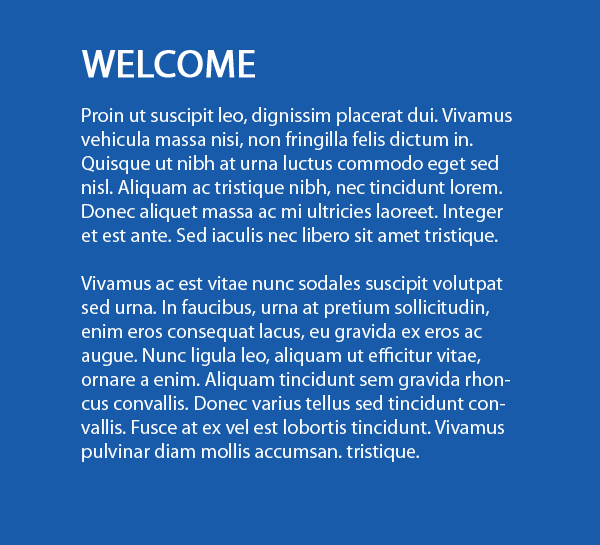 WELCOME
Proin ut suscipit leo, dignissim placerat dui. Vivamus
vehicula massa nisi, non fringilla felis dictum in.
Quisque ut nibh at urna luctus commodo eget sed
nisl. Aliquam ac tristique nibh, nec tincidunt lorem.
Donec aliquet massa ac mi ultricies laoreet. Integer
et est ante. Sed iaculis nec libero sit amet tristique.
Vivamus ac est vitae nunc sodales suscipit volutpat
sed urna. In faucibus, urna at pretium sollicitudin,
enim eros consequat lacus, eu gravida ex eros ac
augue. Nunc ligula leo, aliquam ut efficitur vitae,
ornare a enim. Aliquam tincidunt sem gravida rhon-
cus convallis. Donec varius tellus sed tincidunt con-
vallis. Fusce at ex vel est lobortis tincidunt. Vivamus
pulvinar diam mollis accumsan. tristique.